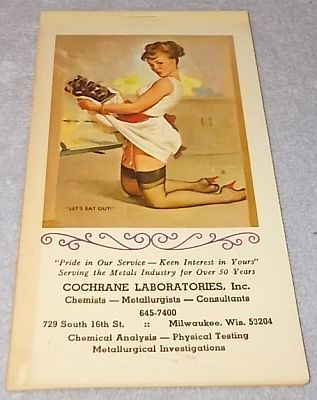 "LET'S EAT OUT!"
"Pride in Our Service — Keen Interest in Yours"
Serving the Metals Industry for Over 50 Years
COCHRANE LABORATORIES, Inc.
Chemists — Metallurgists — Consultants
645-7400
729 South 16th St. :: Milwaukee, Wis. 53204
Chemical Analysis — Physical Testing
Metallurgical Investigations